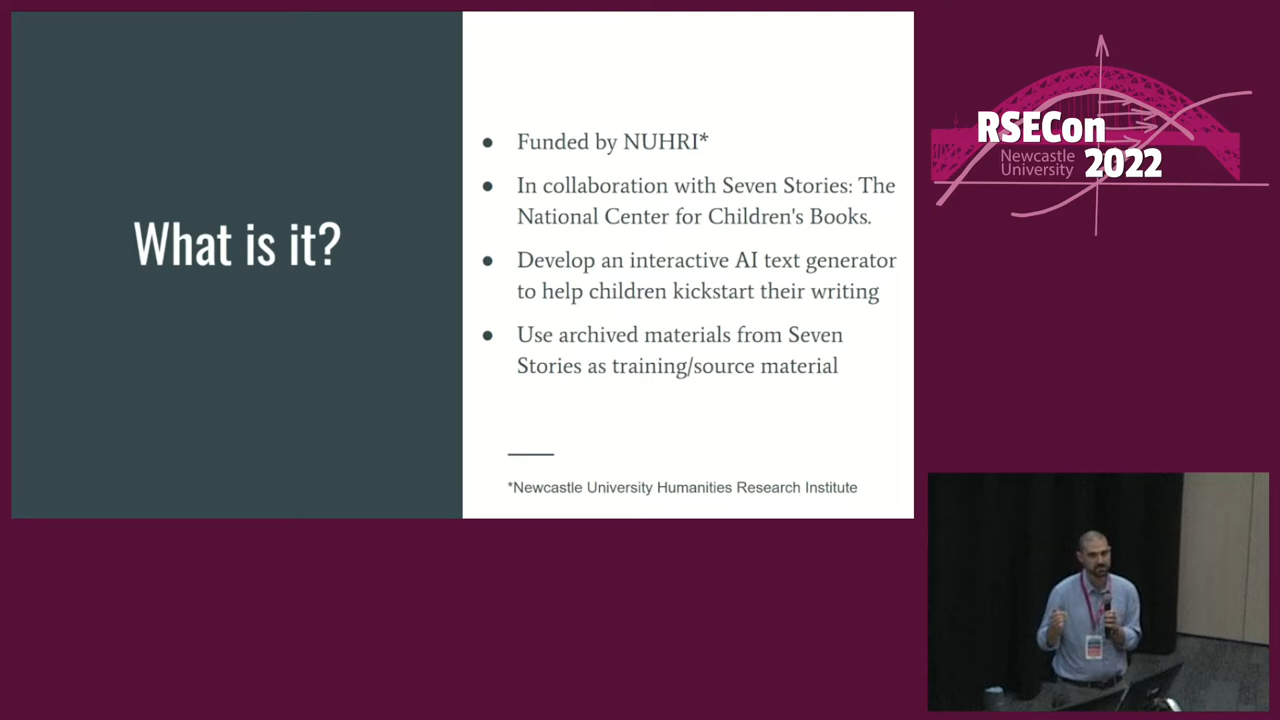 What is it?
● Funded by NUHRI*
● In collaboration with Seven Stories: The
National Center for Children's Books.
● Develop an interactive AI text generator
to help children kickstart their writing
● Use archived materials from Seven
Stories as training/source material
*Newcastle University Humanities Research Institute
RSECon
Newcastle
University
2022